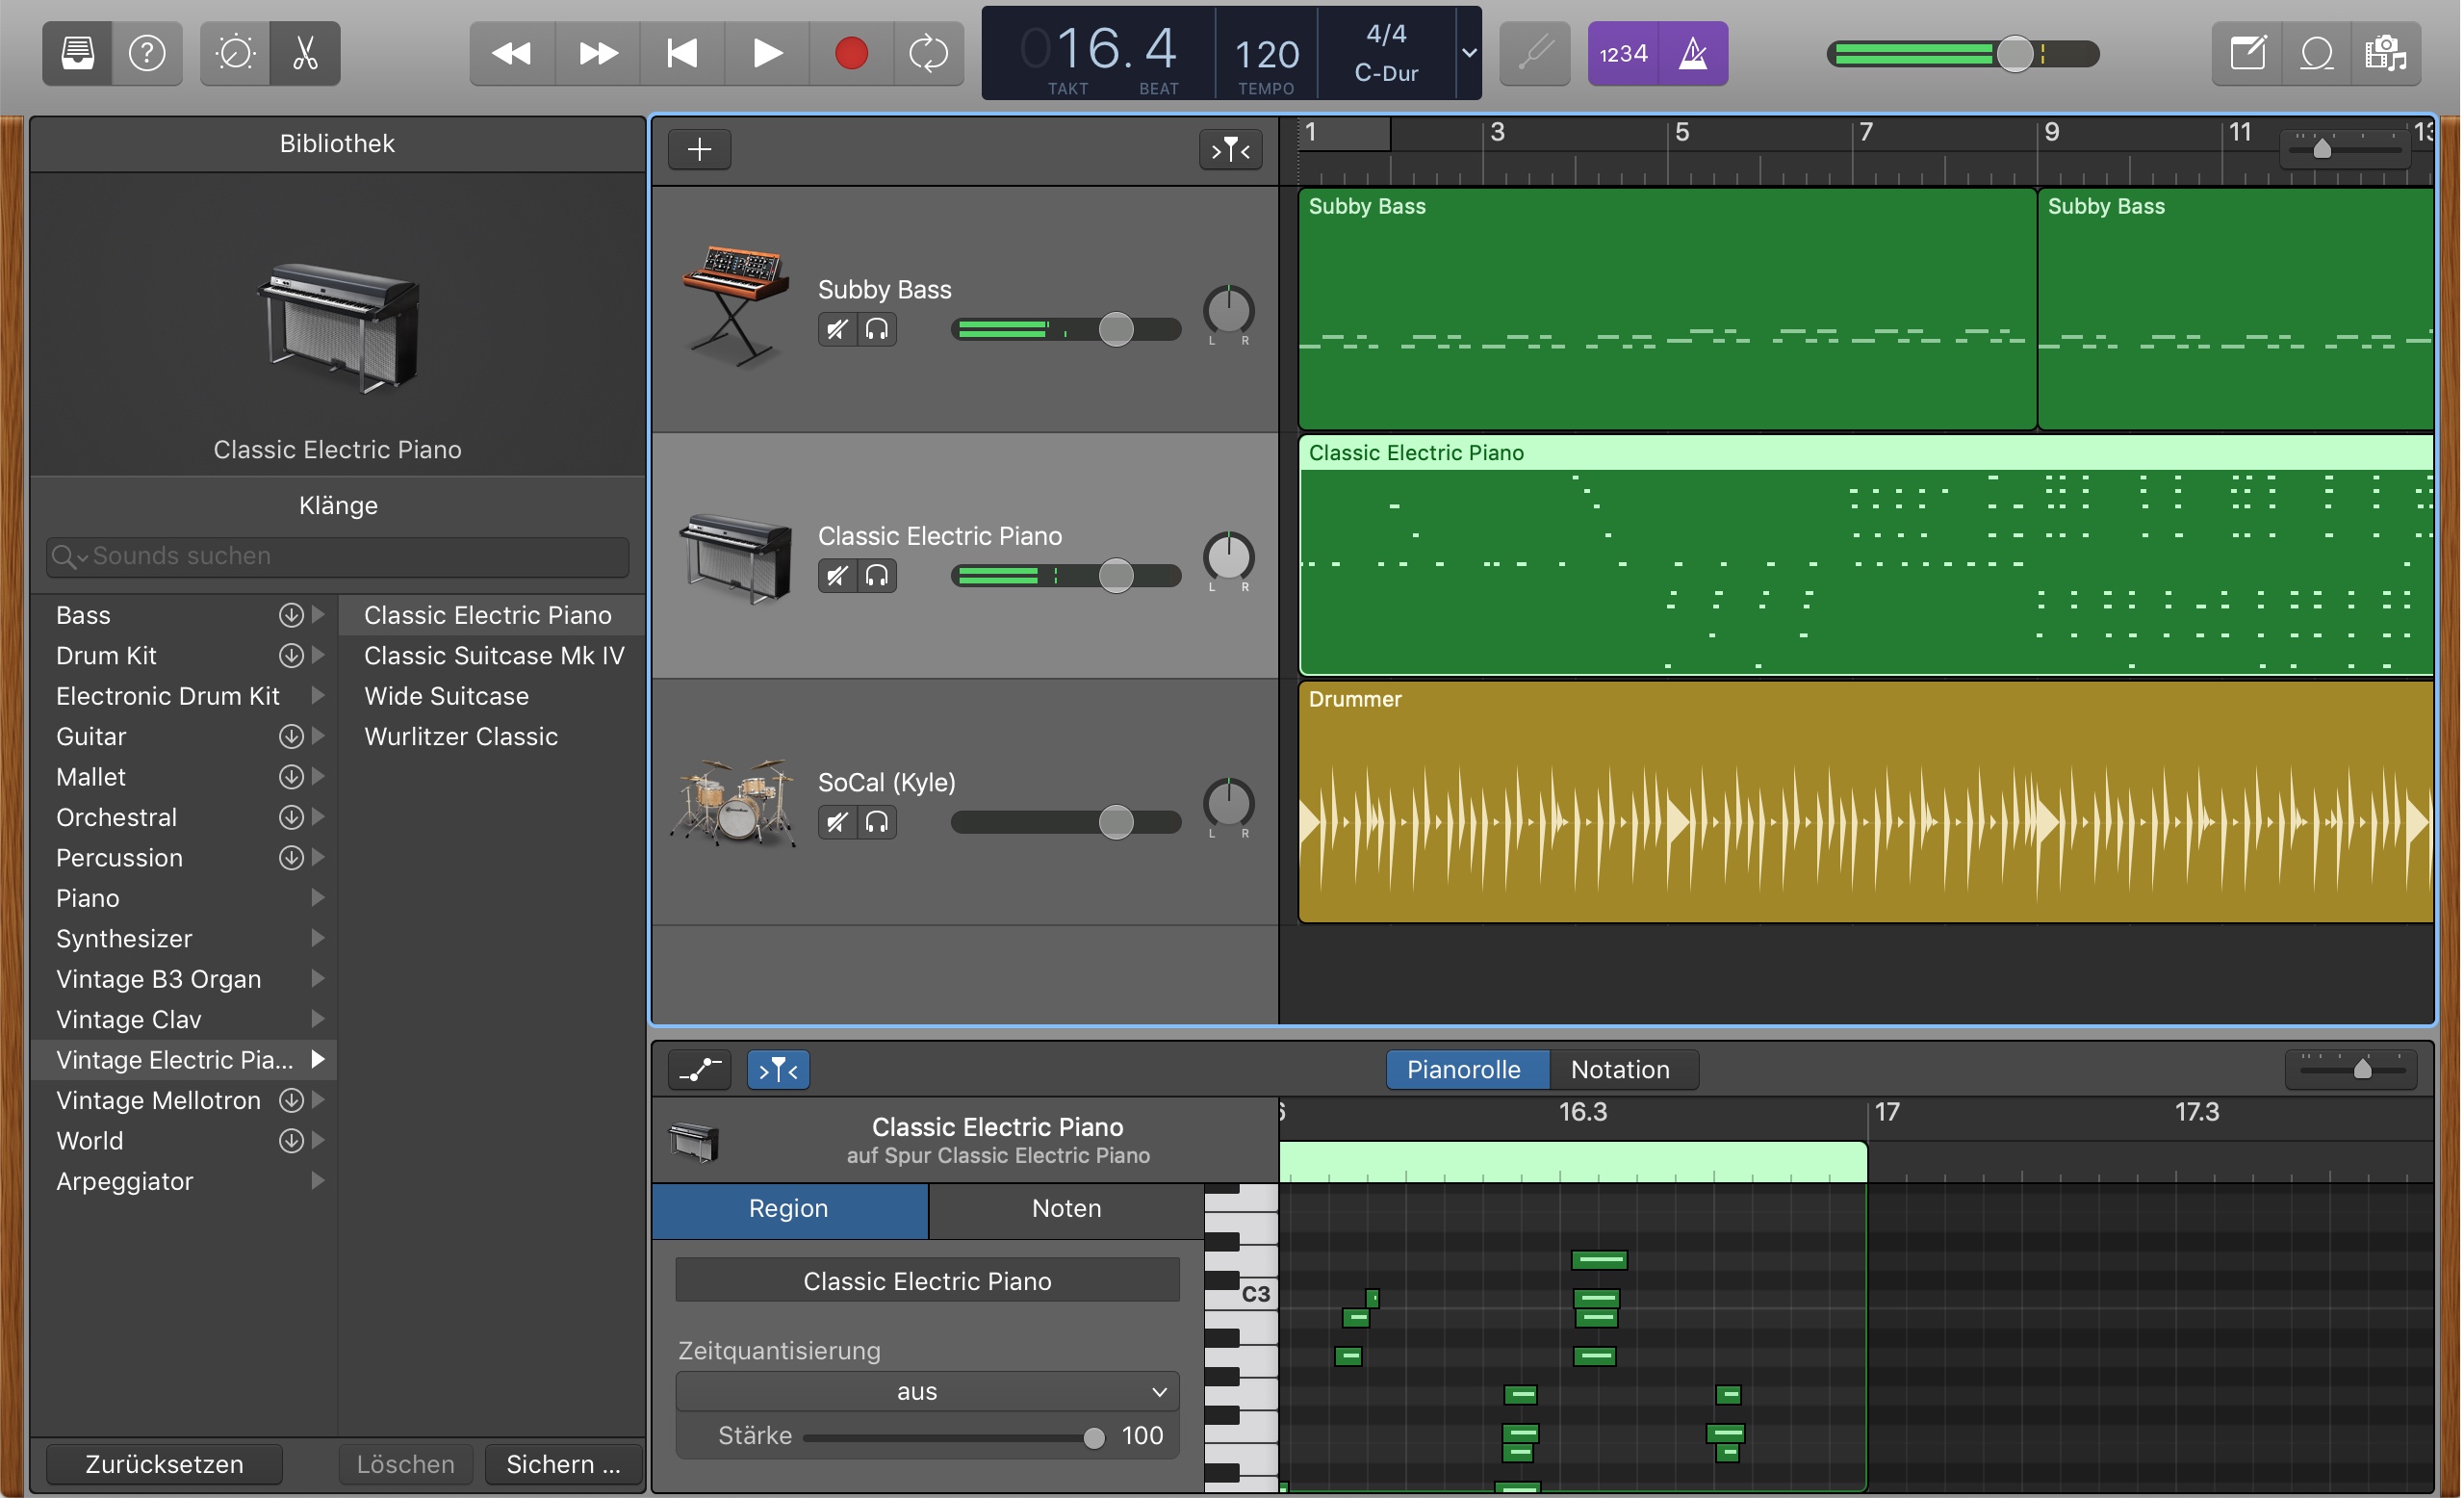 016.4
TAKT BEAT
120
TEMPO
4/4
C-Dur
1234
Bibliothek
Classic Electric Piano
Klänge
Sounds suchen
Bass
Drum Kit
Electronic Drum Kit
Guitar
Mallet
Orchestral
Percussion
Piano
Synthesizer
Vintage B3 Organ
Vintage Clav
Vintage Electric Pia...
Vintage Mellotron
World
Arpeggiator
Classic Electric Piano
Classic Suitcase Mk IV
Wide Suitcase
Wurlitzer Classic
Zurücksetzen
Löschen
Sichern ...
1 3 5 7 9 11 13
Subby Bass
L R
Subby Bass
Subby Bass
Classic Electric Piano
L R
Classic Electric Piano
SoCal (Kyle)
L R
Drummer
Pianorolle
Notation
Classic Electric Piano
auf Spur Classic Electric Piano
16.3 17 17.3
Region
Noten
Classic Electric Piano
Zeitquantisierung
aus
Stärke 100
C3